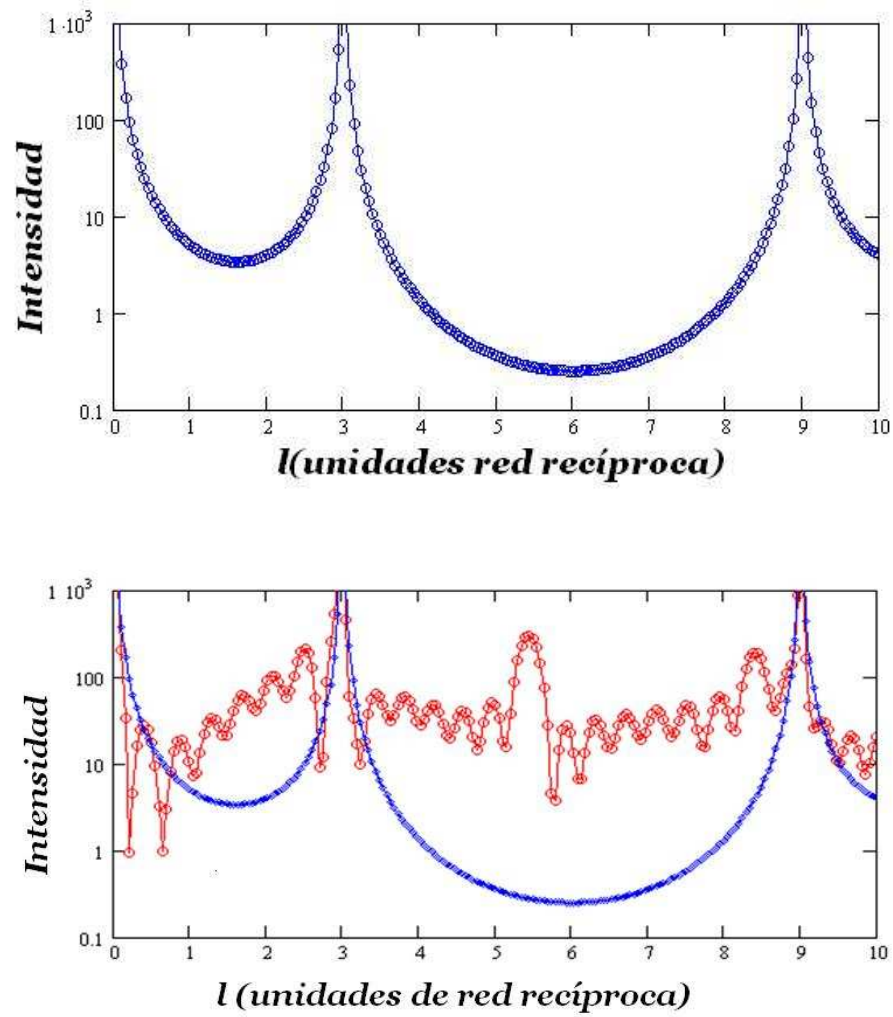 1·10³
100
10
1
0.1
Intensidad
0 1 2 3 4 5 6 7 8 9 10
l(unidades red recíproca)
1 10³
100
10
1
0.1
Intensidad
0 1 2 3 4 5 6 7 8 9 10
l (unidades de red recíproca)